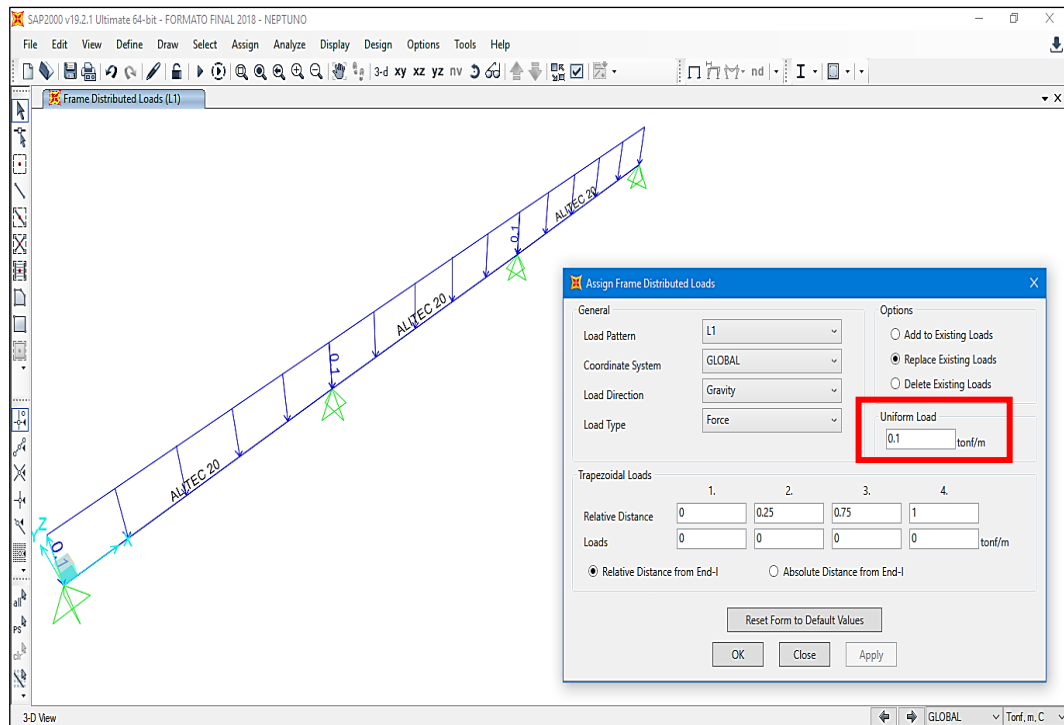 SAP2000 v19.2.1 Ultimate 64-bit - FORMATO FINAL 2018 - NEPTUNO
File Edit View Define Draw Select Assign Analyze Display Design Options Tools Help
3-d xy xz yz nv nd
Frame Distributed Loads (L1)
X
ALITEC 20
0.1
ALITEC 20
0.1
ALITEC 20
Z
Y
X
0.1
all
PS
clr
Assign Frame Distributed Loads
General
Load Pattern L1
Coordinate System GLOBAL
Load Direction Gravity
Load Type Force
Options
Add to Existing Loads
Replace Existing Loads
Delete Existing Loads
Uniform Load
0.1 tonf/m
Trapezoidal Loads
1. 2. 3. 4.
Relative Distance 0 0.25 0.75 1
Loads 0 0 0 0 tonf/m
Relative Distance from End-I Absolute Distance from End-I
Reset Form to Default Values
OK Close Apply
3-D View GLOBAL Tonf, m, C